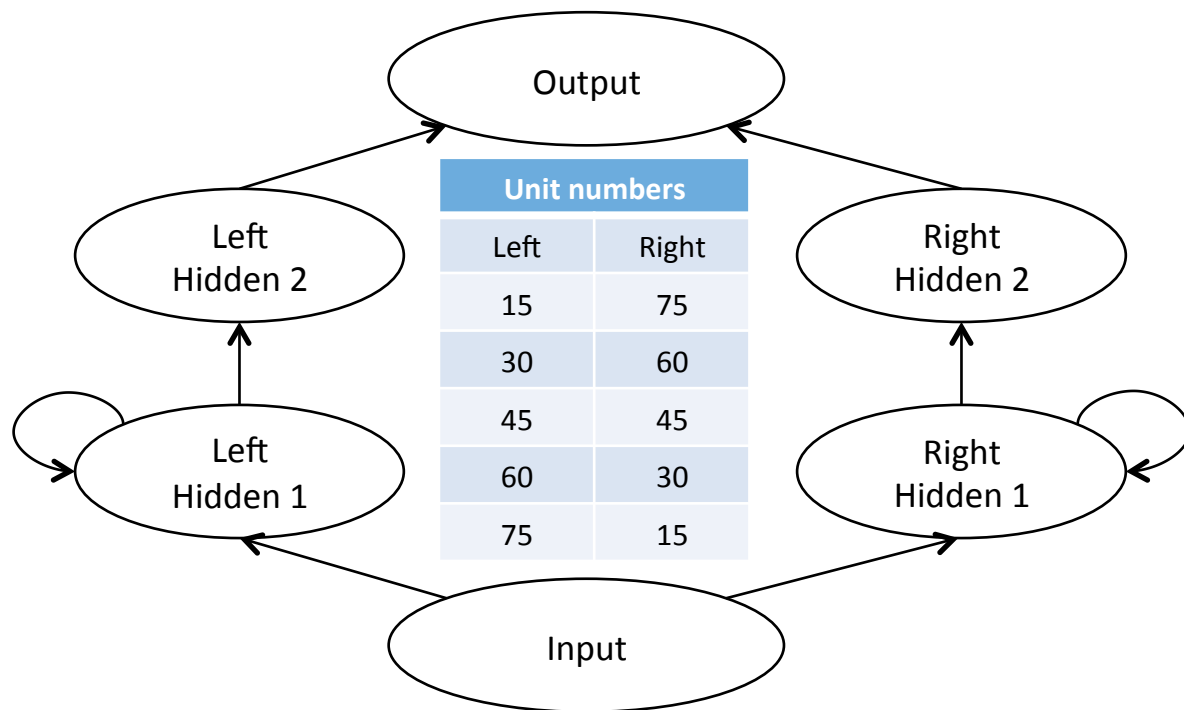 Output
Left
Hidden 2
Right
Hidden 2
Unit numbers
Left Right
15 75
30 60
45 45
60 30
75 15
Left
Hidden 1
Right
Hidden 1
Input